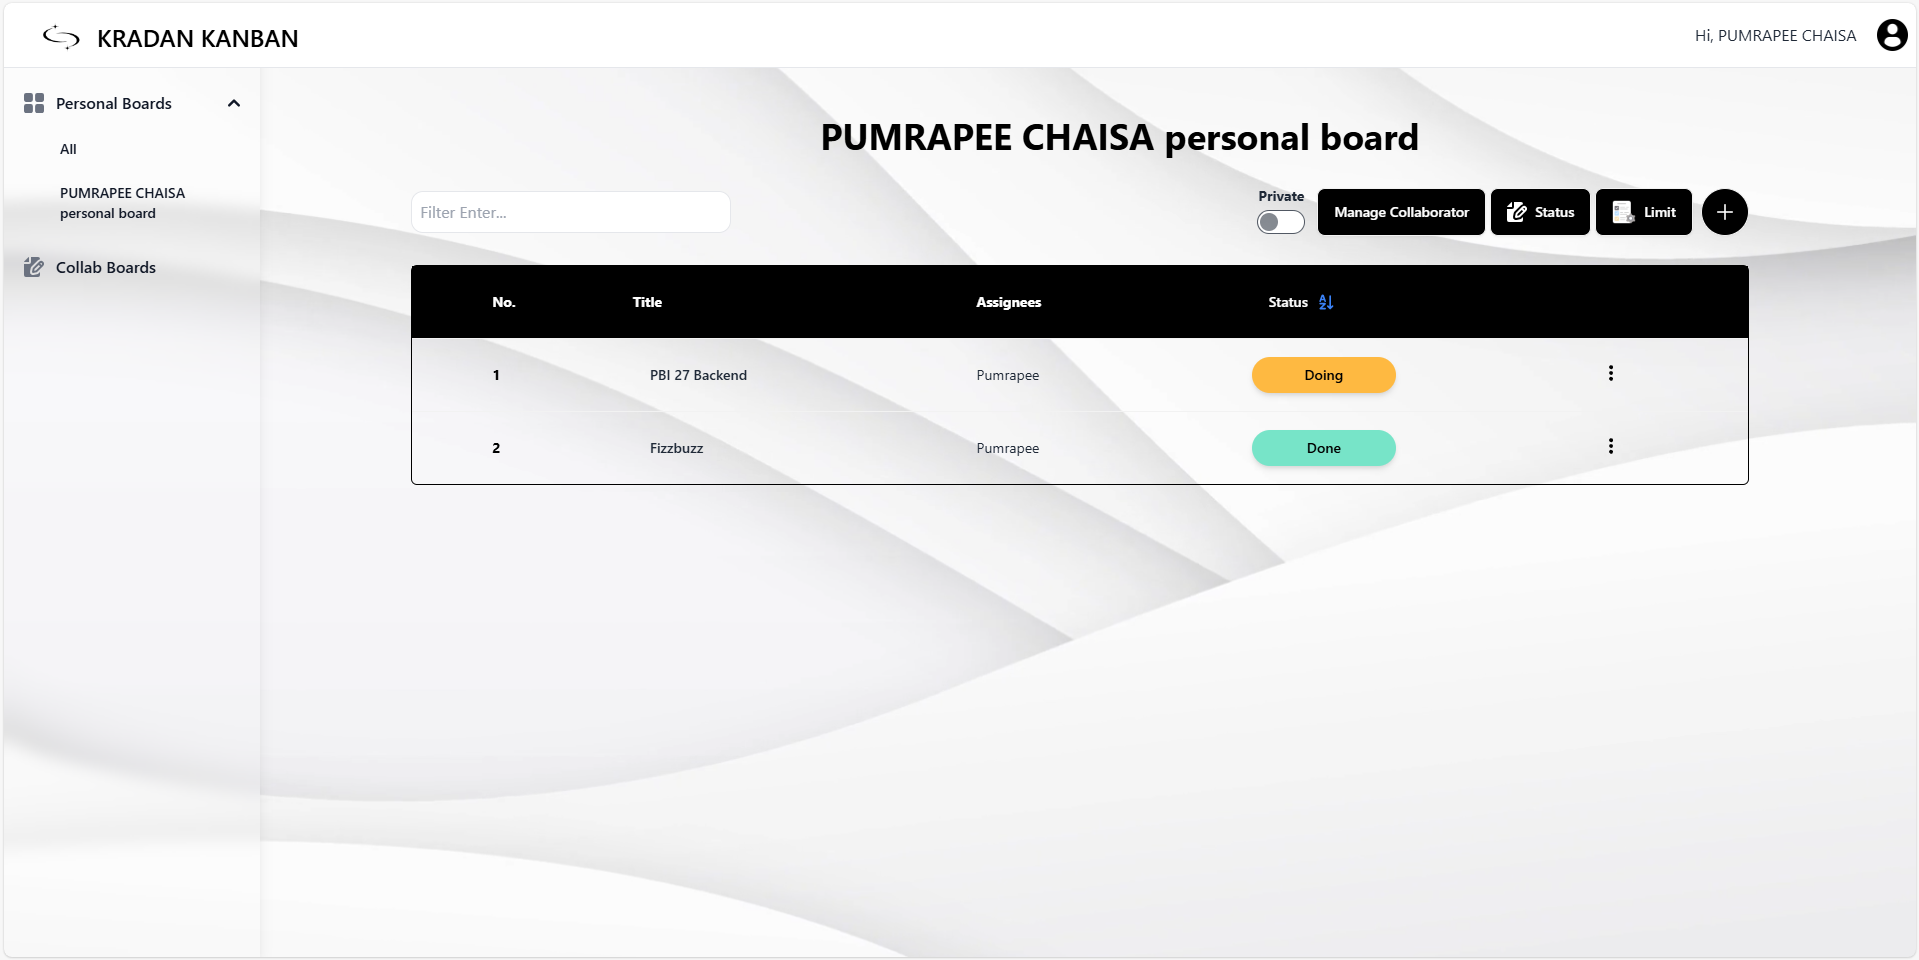 KRADAN KANBAN
Hi, PUMRAPEE CHAISA
Personal Boards
All
PUMRAPEE CHAISA
personal board
Collab Boards
PUMRAPEE CHAISA personal board
Filter Enter...
Private
Manage Collaborator
Status
Limit
No. Title Assignees Status
1 PBI 27 Backend Pumrapee Doing
2 Fizzbuzz Pumrapee Done